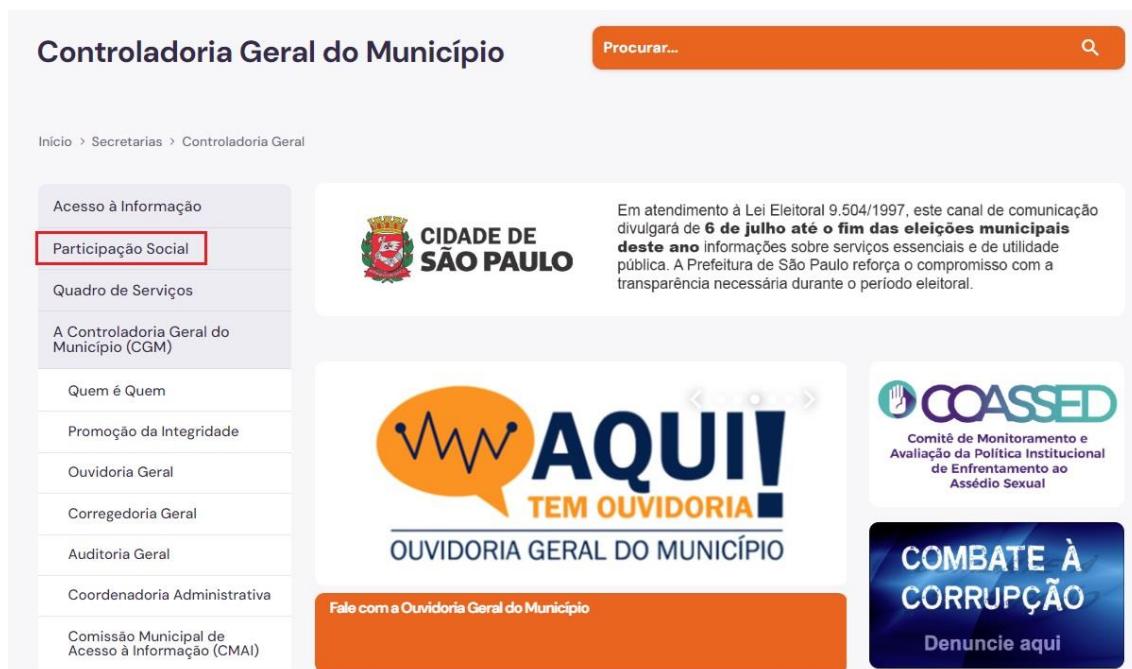 Controladoria Geral do Município
Procurar...
Início > Secretarias > Controladoria Geral
Acesso à Informação
Participação Social
Quadro de Serviços
A Controladoria Geral do
Município (CGM)
Quem é Quem
Promoção da Integridade
Ouvidoria Geral
Corregedoria Geral
Auditoria Geral
Coordenadoria Administrativa
Comissão Municipal de
Acesso à Informação (CMAI)
CIDADE DE
SÃO PAULO
Em atendimento à Lei Eleitoral 9.504/1997, este canal de comunicação
divulgará de 6 de julho até o fim das eleições municipais
deste ano informações sobre serviços essenciais e de utilidade
pública. A Prefeitura de São Paulo reforça o compromisso com a
transparência necessária durante o período eleitoral.
AQUI!
TEM OUVIDORIA
OUVIDORIA GERAL DO MUNICÍPIO
Fale com a Ouvidoria Geral do Município
COASSED
Comitê de Monitoramento e
Avaliação da Política Institucional
de Enfrentamento ao
Assédio Sexual
COMBATE À
CORRUPÇÃO
Denuncie aqui